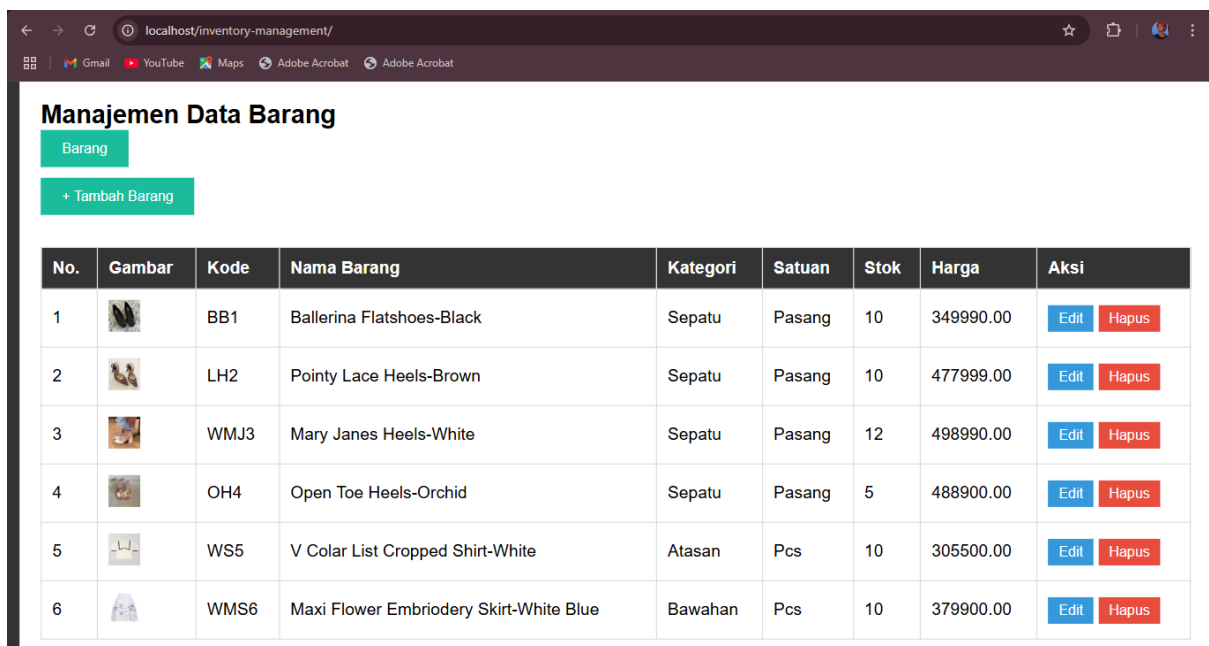 localhost/inventory-management/
Gmail YouTube Maps Adobe Acrobat Adobe Acrobat
Manajemen Data Barang
Barang
+ Tambah Barang
No. Gambar Kode Nama Barang Kategori Satuan Stok Harga Aksi
1 BB1 Ballerina Flatshoes-Black Sepatu Pasang 10 349990.00 Edit Hapus
2 LH2 Pointy Lace Heels-Brown Sepatu Pasang 10 477999.00 Edit Hapus
3 WMJ3 Mary Janes Heels-White Sepatu Pasang 12 498990.00 Edit Hapus
4 OH4 Open Toe Heels-Orchid Sepatu Pasang 5 488900.00 Edit Hapus
5 WS5 V Colar List Cropped Shirt-White Atasan Pcs 10 305500.00 Edit Hapus
6 WMS6 Maxi Flower Embriodery Skirt-White Blue Bawahan Pcs 10 379900.00 Edit Hapus